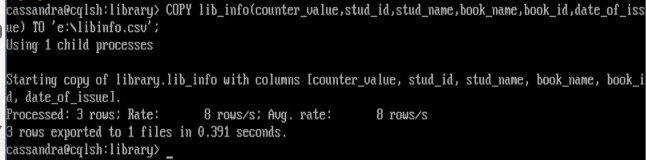 cassandra@cqlsh:library> COPY lib_info(counter_value,stud_id,stud_name,book_name,book_id,date_of_iss
ue) TO 'e:\libinfo.csv';
Using 1 child processes
Starting copy of library.lib_info with columns [counter_value, stud_id, stud_name, book_name, book_i
d, date_of_issue].
Processed: 3 rows; Rate:       8 rows/s; Avg. rate:       8 rows/s
3 rows exported to 1 files in 0.391 seconds.
cassandra@cqlsh:library> _